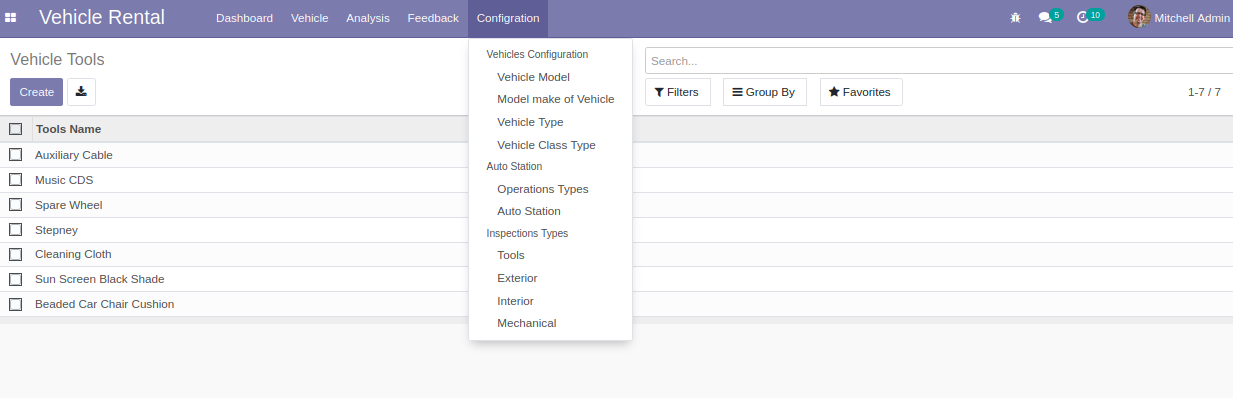 Vehicle Rental Dashboard Vehicle Analysis Feedback Configration 5 10 Mitchell Admin
Vehicle Tools
Create
Search...
Filters Group By Favorites 1-7 / 7
Tools Name
Auxiliary Cable
Music CDS
Spare Wheel
Stepney
Cleaning Cloth
Sun Screen Black Shade
Beaded Car Chair Cushion
Vehicles Configuration
Vehicle Model
Model make of Vehicle
Vehicle Type
Vehicle Class Type
Auto Station
Operations Types
Auto Station
Inspections Types
Tools
Exterior
Interior
Mechanical